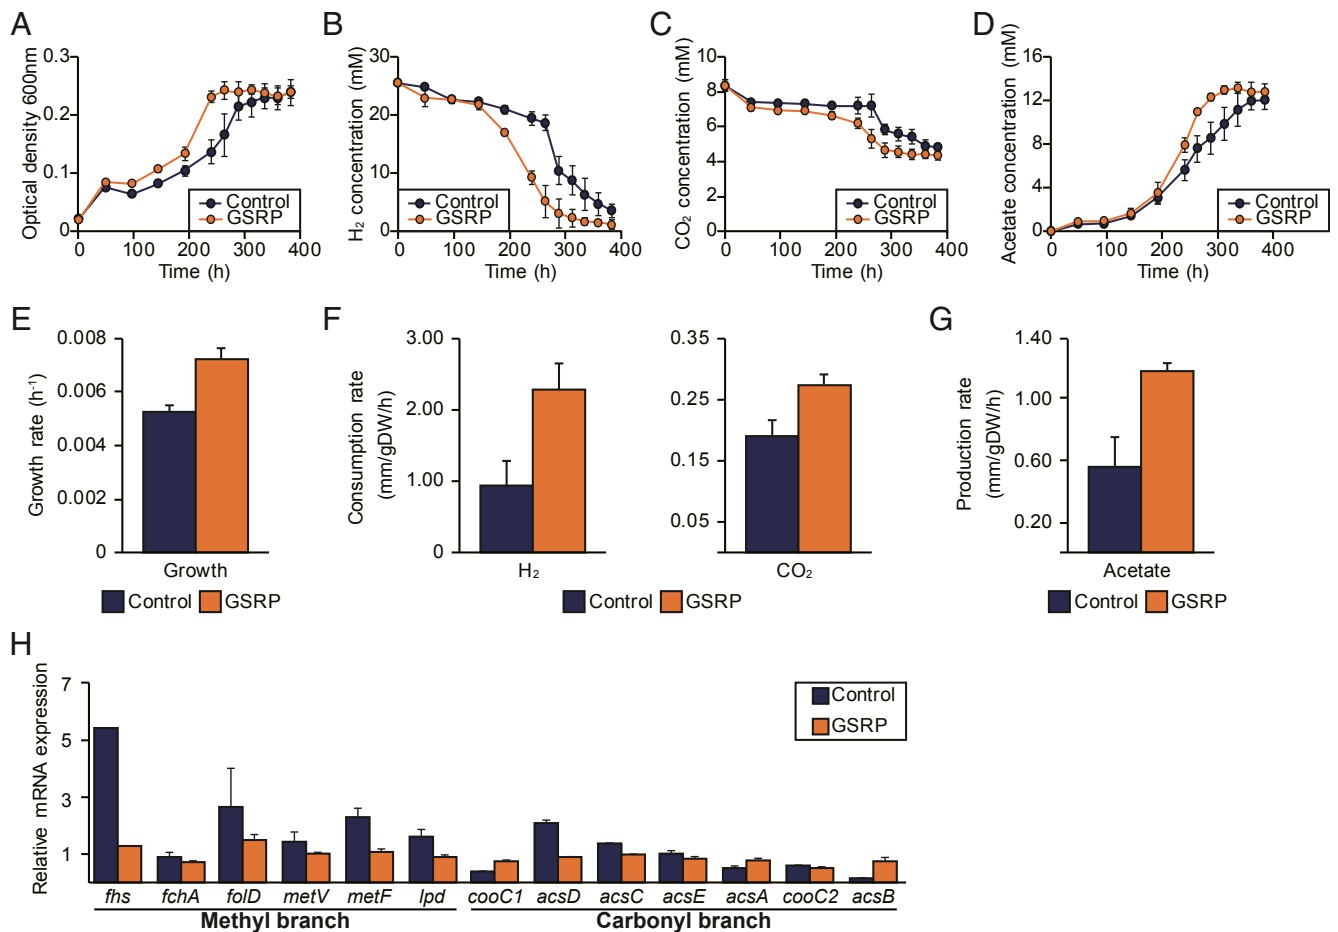 A
Optical density 600nm
0.3
0.2
0.1
0
Control
GSRP
0
100
200
300
400
Time (h)
B
H₂ concentration (mM)
30
20
10
0
Control
GSRP
0
100
200
300
400
Time (h)
C
CO₂ concentration (mM)
10
8
6
4
2
0
Control
GSRP
0
100
200
300
400
Time (h)
D
Acetate concentration (mM)
16
12
8
4
0
Control
GSRP
0
100
200
300
400
Time (h)
E
Growth rate (h⁻¹)
0.008
0.006
0.004
0.002
0
Growth
Control
GSRP
F
Consumption rate
(mm/gDW/h)
3.00
2.00
1.00
0
H₂
0.35
0.25
0.15
0.05
CO₂
Control
GSRP
G
Production rate
(mm/gDW/h)
1.40
1.00
0.60
0.20
Acetate
Control
GSRP
H
Relative mRNA expression
7
5
3
1
Control
GSRP
fhs fchA folD metV metF lpd cooC1 acsD acsC acsE acsA cooC2 acsB
Methyl branch
Carbonyl branch